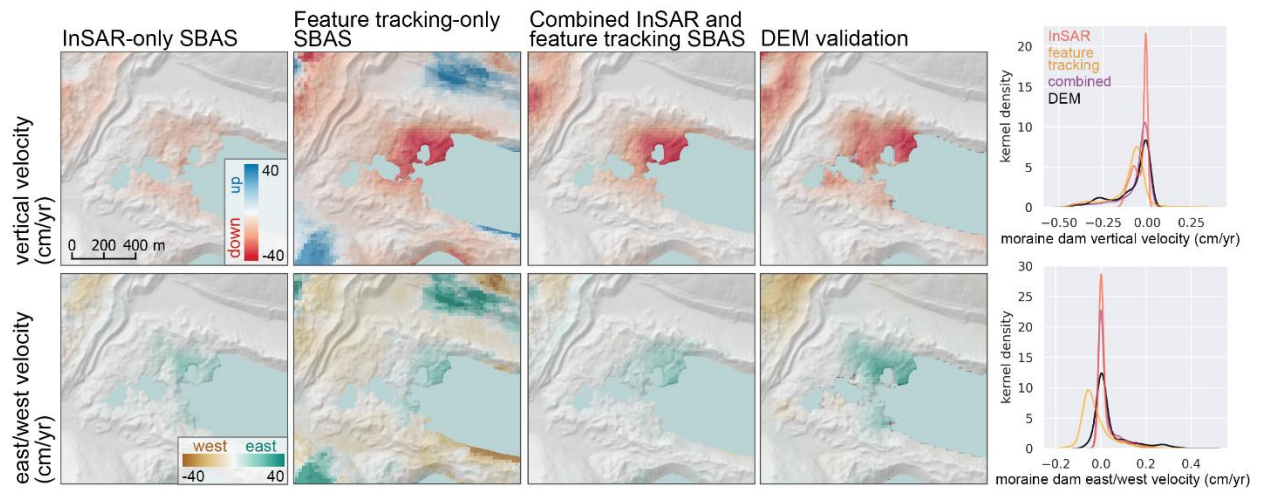 InSAR-only SBAS
Feature tracking-only
SBAS
Combined InSAR and
feature tracking SBAS
DEM validation
vertical velocity
(cm/yr)
0 200 400 m
40
up
down
-40
20
15
10
5
0
kernel density
InSAR
feature
tracking
combined
DEM
−0.50 −0.25 0.00 0.25
moraine dam vertical velocity (cm/yr)
east/west velocity
(cm/yr)
west east
-40 40
30
25
20
15
10
5
0
kernel density
−0.2 0.0 0.2 0.4
moraine dam east/west velocity (cm/yr)